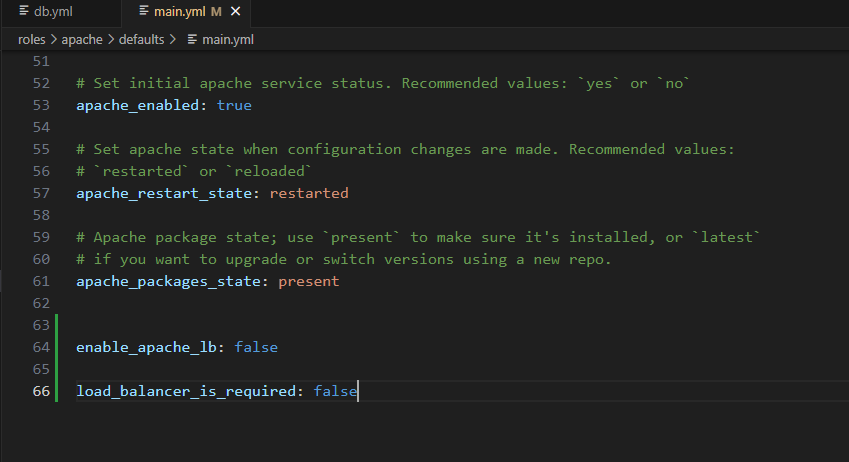 db.yml main.yml M
roles > apache > defaults > main.yml
51
52 # Set initial apache service status. Recommended values: `yes` or `no`
53 apache_enabled: true
54
55 # Set apache state when configuration changes are made. Recommended values:
56 # `restarted` or `reloaded`
57 apache_restart_state: restarted
58
59 # Apache package state; use `present` to make sure it's installed, or `latest`
60 # if you want to upgrade or switch versions using a new repo.
61 apache_packages_state: present
62
63
64 enable_apache_lb: false
65
66 load_balancer_is_required: false